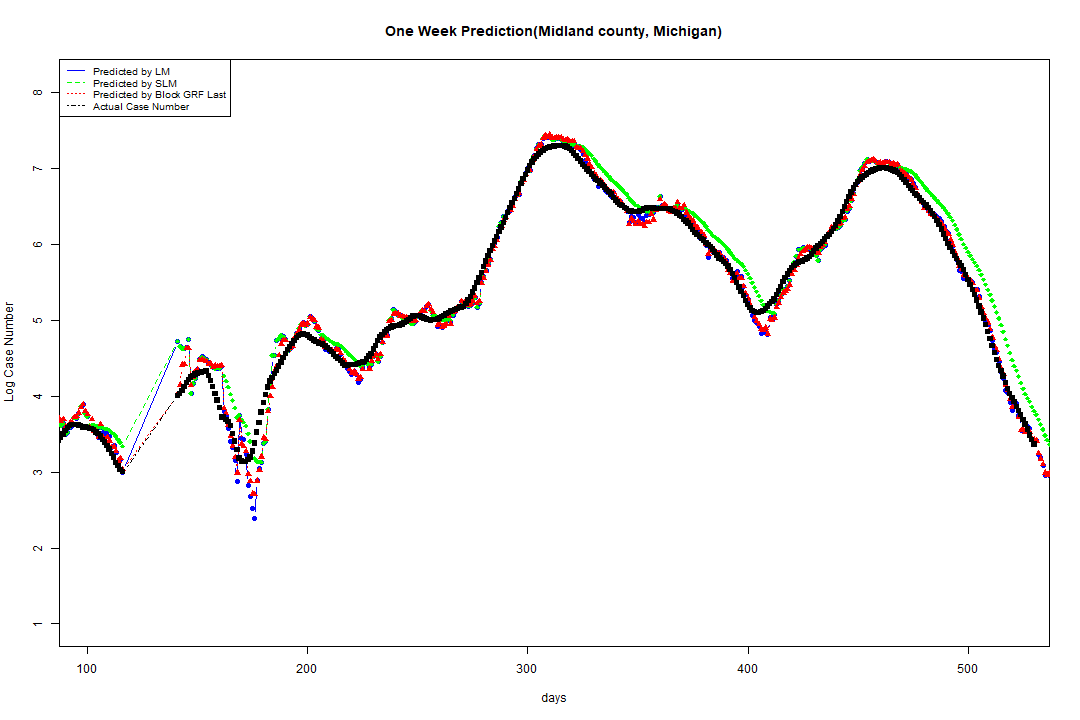 One Week Prediction(Midland county, Michigan)
Predicted by LM
Predicted by SLM
Predicted by Block GRF Last
Actual Case Number
8
7
6
5
4
3
2
1
Log Case Number
100 200 300 400 500
days